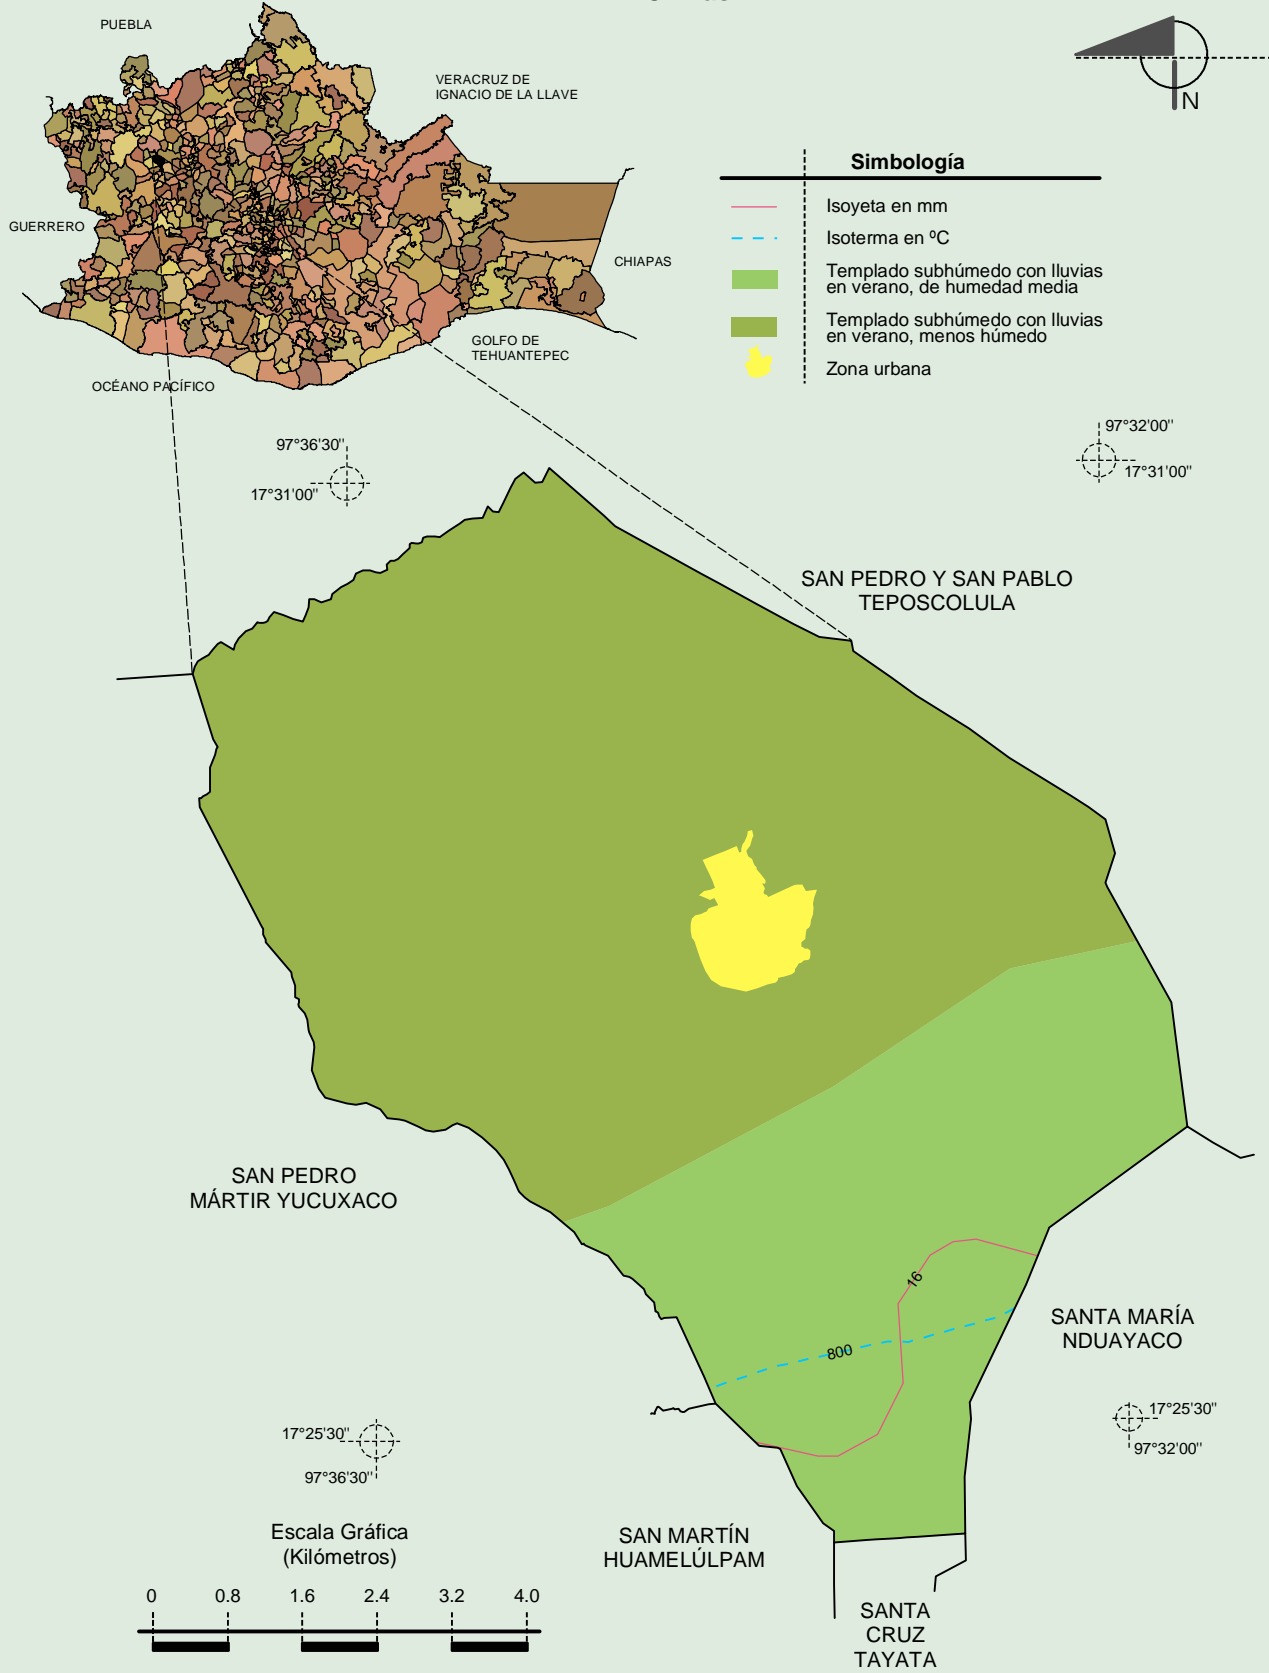 PUEBLA
VERACRUZ DE
IGNACIO DE LA LLAVE
GUERRERO
CHIAPAS
GOLFO DE
TEHUANTEPEC
OCÉANO PACÍFICO
N
Simbología
Isoyeta en mm
Isoterma en ºC
Templado subhúmedo con lluvias
en verano, de humedad media
Templado subhúmedo con lluvias
en verano, menos húmedo
Zona urbana
97°36'30"
17°31'00"
97°32'00"
17°31'00"
SAN PEDRO Y SAN PABLO
TEPOSCOLULA
SAN PEDRO
MÁRTIR YUCUXACO
16
800
SANTA MARÍA
NDUAYACO
17°25'30"
97°36'30"
17°25'30"
97°32'00"
SAN MARTÍN
HUAMELÚLPAM
SANTA
CRUZ
TAYATA
Escala Gráfica
(Kilómetros)
0 0.8 1.6 2.4 3.2 4.0